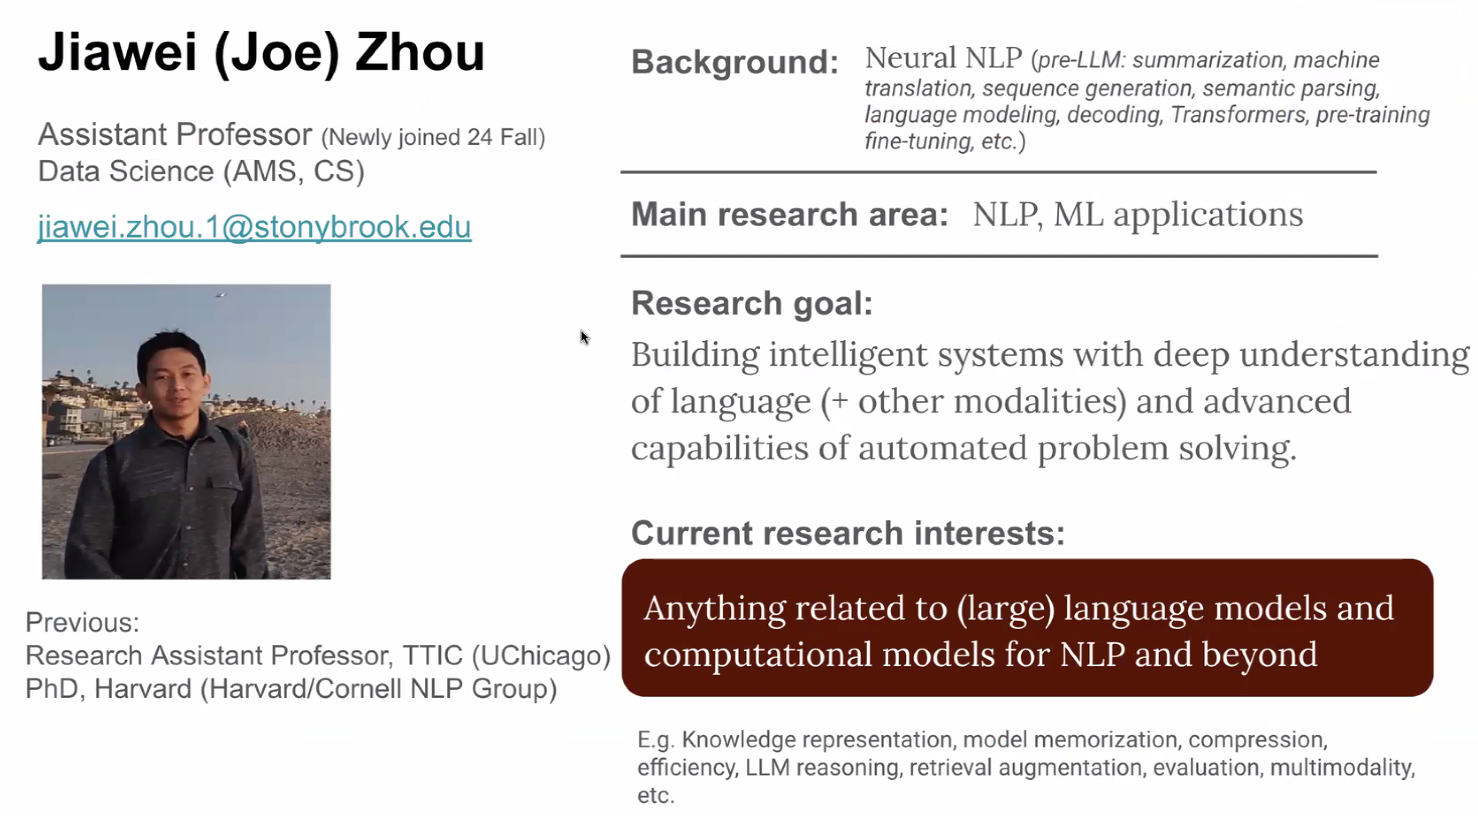 Jiawei (Joe) Zhou
Assistant Professor (Newly joined 24 Fall)
Data Science (AMS, CS)
jiawei.zhou.1@stonybrook.edu
Previous:
Research Assistant Professor, TTIC (UChicago)
PhD, Harvard (Harvard/Cornell NLP Group)
Background: Neural NLP (pre-LLM: summarization, machine
translation, sequence generation, semantic parsing,
language modeling, decoding, Transformers, pre-training
fine-tuning, etc.)
Main research area: NLP, ML applications
Research goal:
Building intelligent systems with deep understanding
of language (+ other modalities) and advanced
capabilities of automated problem solving.
Current research interests:
Anything related to (large) language models and
computational models for NLP and beyond
E.g. Knowledge representation, model memorization, compression,
efficiency, LLM reasoning, retrieval augmentation, evaluation, multimodality,
etc.